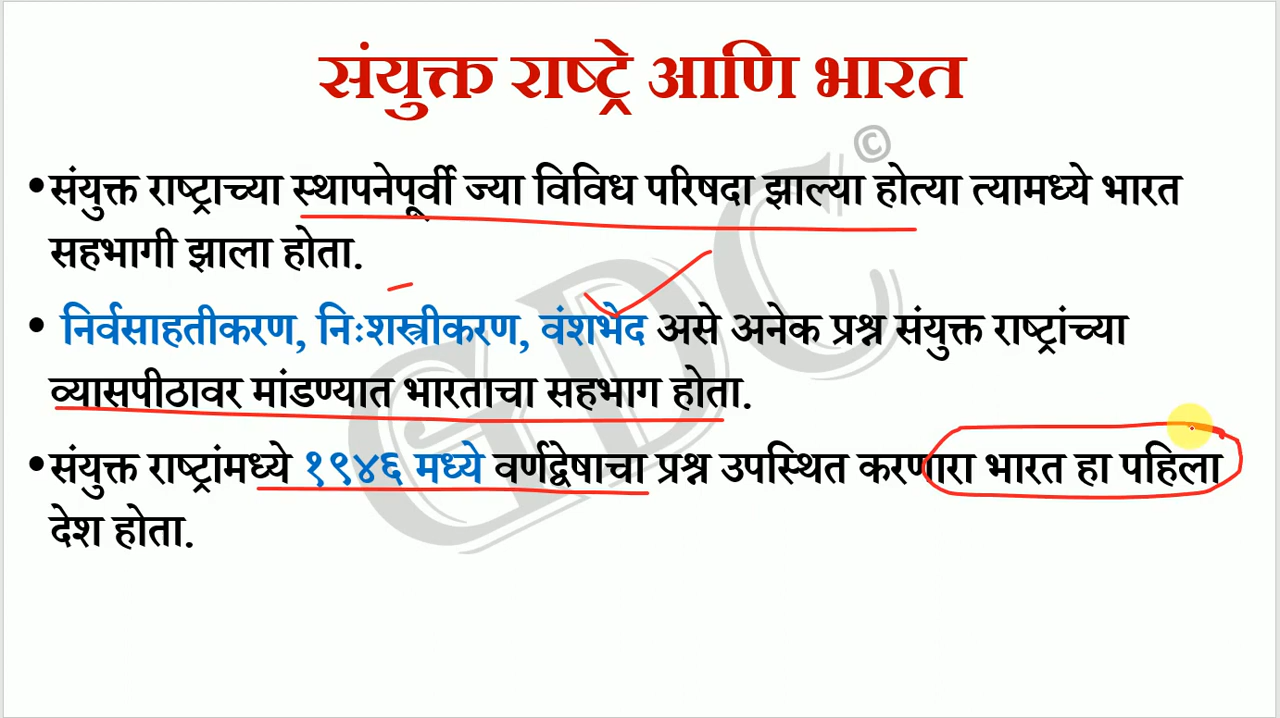 संयुक्त राष्ट्रे आणि भारत
©
•संयुक्त राष्ट्राच्या स्थापनेपूर्वी ज्या विविध परिषदा झाल्या होत्या त्यामध्ये भारत
सहभागी झाला होता.
• निर्वसाहतीकरण, निःशस्त्रीकरण, वंशभेद असे अनेक प्रश्न संयुक्त राष्ट्रांच्या
व्यासपीठावर मांडण्यात भारताचा सहभाग होता.
•संयुक्त राष्ट्रांमध्ये १९४६ मध्ये वर्णद्वेषाचा प्रश्न उपस्थित करणारा भारत हा पहिला
देश होता.
GDC